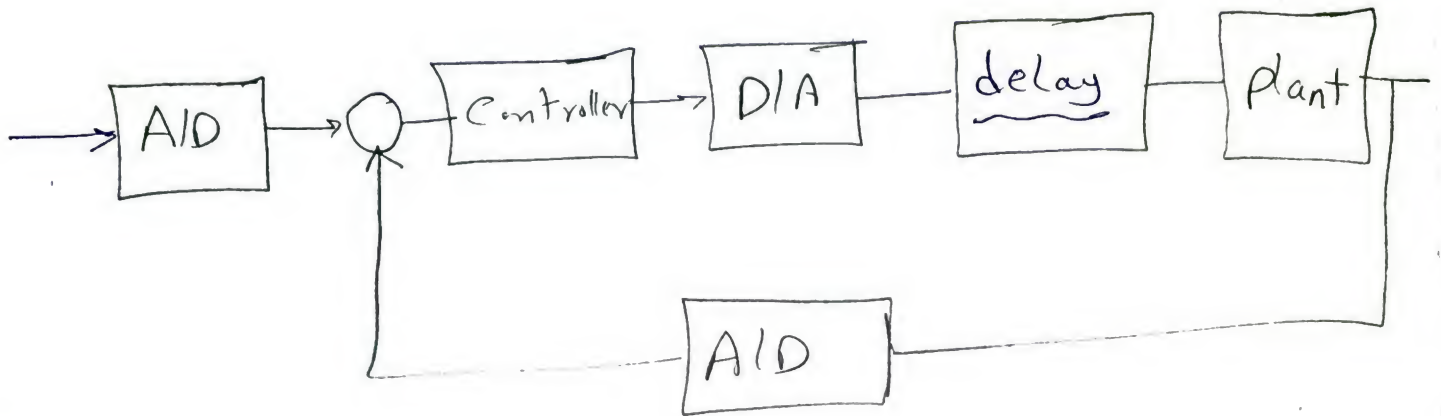 A/D
Controller
D/A
delay
Plant
A/D